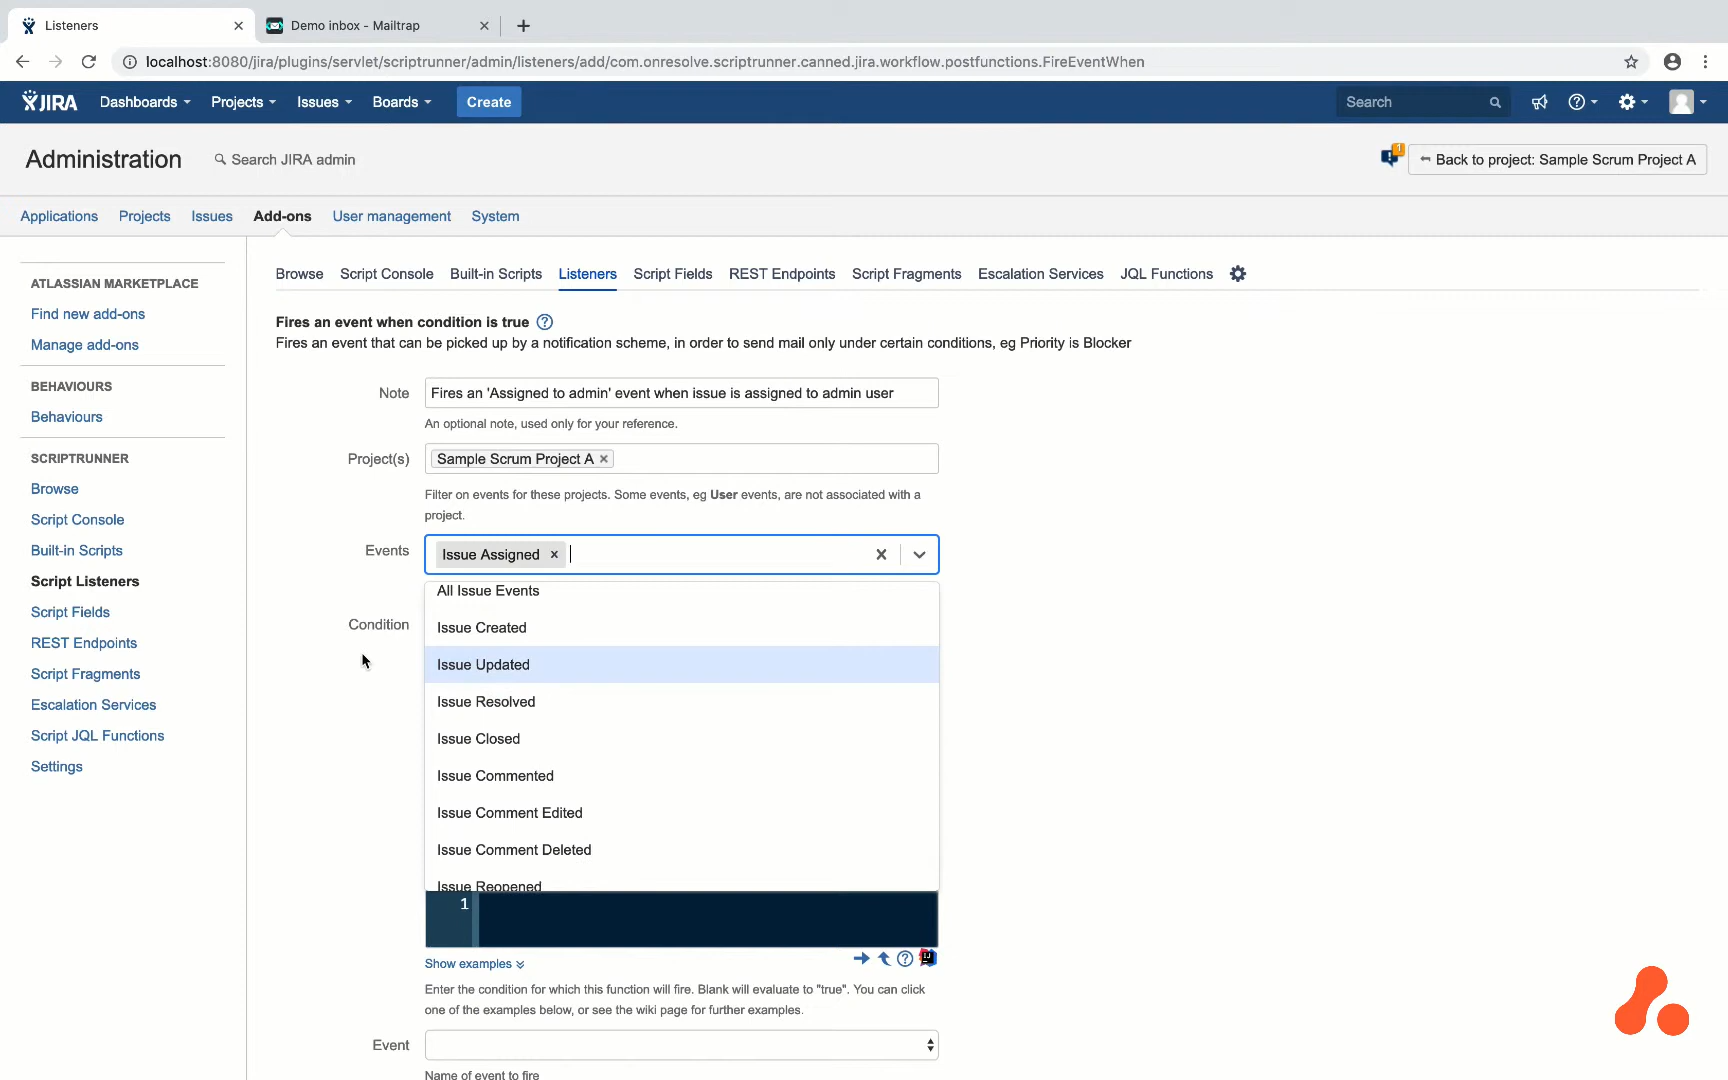 Listeners
Demo inbox - Mailtrap
localhost:8080/jira/plugins/servlet/scriptrunner/admin/listeners/add/com.onresolve.scriptrunner.canned.jira.workflow.postfunctions.FireEventWhen
JIRA Dashboards Projects Issues Boards Create Search
Administration Search JIRA admin
1
Back to project: Sample Scrum Project A
Applications Projects Issues Add-ons User management System
ATLASSIAN MARKETPLACE
Find new add-ons
Manage add-ons
BEHAVIOURS
Behaviours
SCRIPTRUNNER
Browse
Script Console
Built-in Scripts
Script Listeners
Script Fields
REST Endpoints
Script Fragments
Escalation Services
Script JQL Functions
Settings
Browse Script Console Built-in Scripts Listeners Script Fields REST Endpoints Script Fragments Escalation Services JQL Functions
Fires an event when condition is true
Fires an event that can be picked up by a notification scheme, in order to send mail only under certain conditions, eg Priority is Blocker
Note Fires an 'Assigned to admin' event when issue is assigned to admin user
An optional note, used only for your reference.
Project(s) Sample Scrum Project A
Filter on events for these projects. Some events, eg User events, are not associated with a
project.
Events Issue Assigned
All Issue Events
Condition
Issue Created
Issue Updated
Issue Resolved
Issue Closed
Issue Commented
Issue Comment Edited
Issue Comment Deleted
Issue Reopened
1
Show examples
Enter the condition for which this function will fire. Blank will evaluate to "true". You can click
one of the examples below, or see the wiki page for further examples.
Event
Name of event to fire